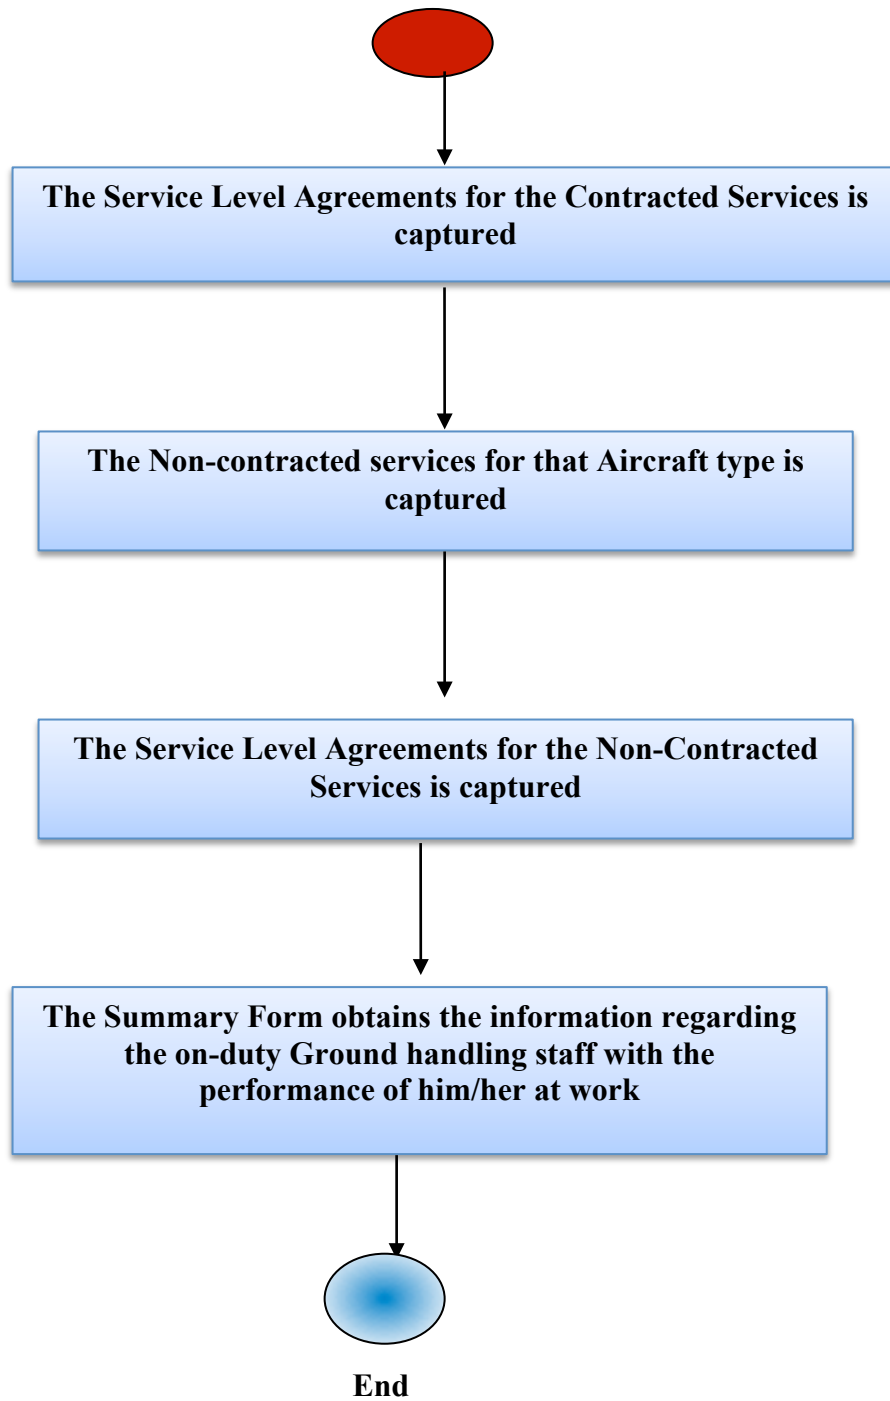 The Service Level Agreements for the Contracted Services is
captured
The Non-contracted services for that Aircraft type is
captured
The Service Level Agreements for the Non-Contracted
Services is captured
The Summary Form obtains the information regarding
the on-duty Ground handling staff with the
performance of him/her at work
End